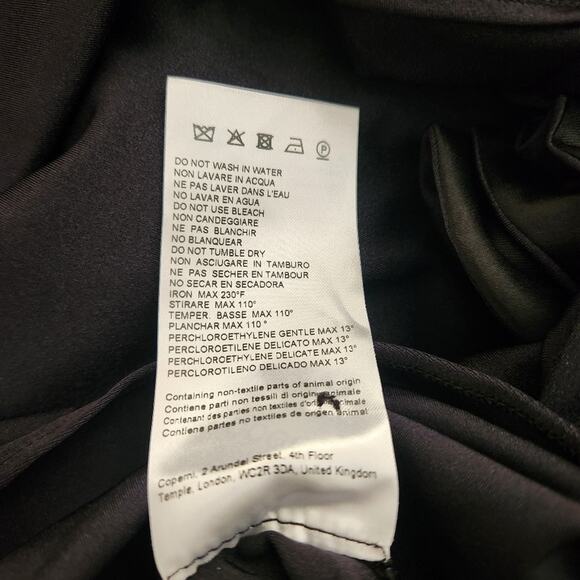 DO NOT WASH IN WATER
NON LAVARE IN ACQUA
NE PAS LAVER DANS L'EAU
NO LAVAR EN AGUA
DO NOT USE BLEACH
NON CANDEGGIARE
NE PAS BLANCHIR
NO BLANQUEAR
DO NOT TUMBLE DRY
NON ASCIUGARE IN TAMBURO
NE PAS SECHER EN TAMBOUR
NO SECAR EN SECADORA
IRON MAX 230°F
STIRARE MAX 110°
TEMPER. BASSE MAX 110°
PLANCHAR MAX 110°
PERCHLOROETHYLENE GENTLE MAX 13°
PERCLOROETILENE DELICATO MAX 13°
PERCHLOROETHYLENE DELICATE MAX 13°
PERCLOROTILENO DELICATO MAX 13°
Containing non-textile parts of animal origin
Contiene parti non tessili di origine animale
Contenant des parties non textiles d'origine animale
Contiene partes no textiles de origen animal
Coperni, 2 Arundel Street, 4th Floor
Temple, London, WC2R 3DA, United Kingdom